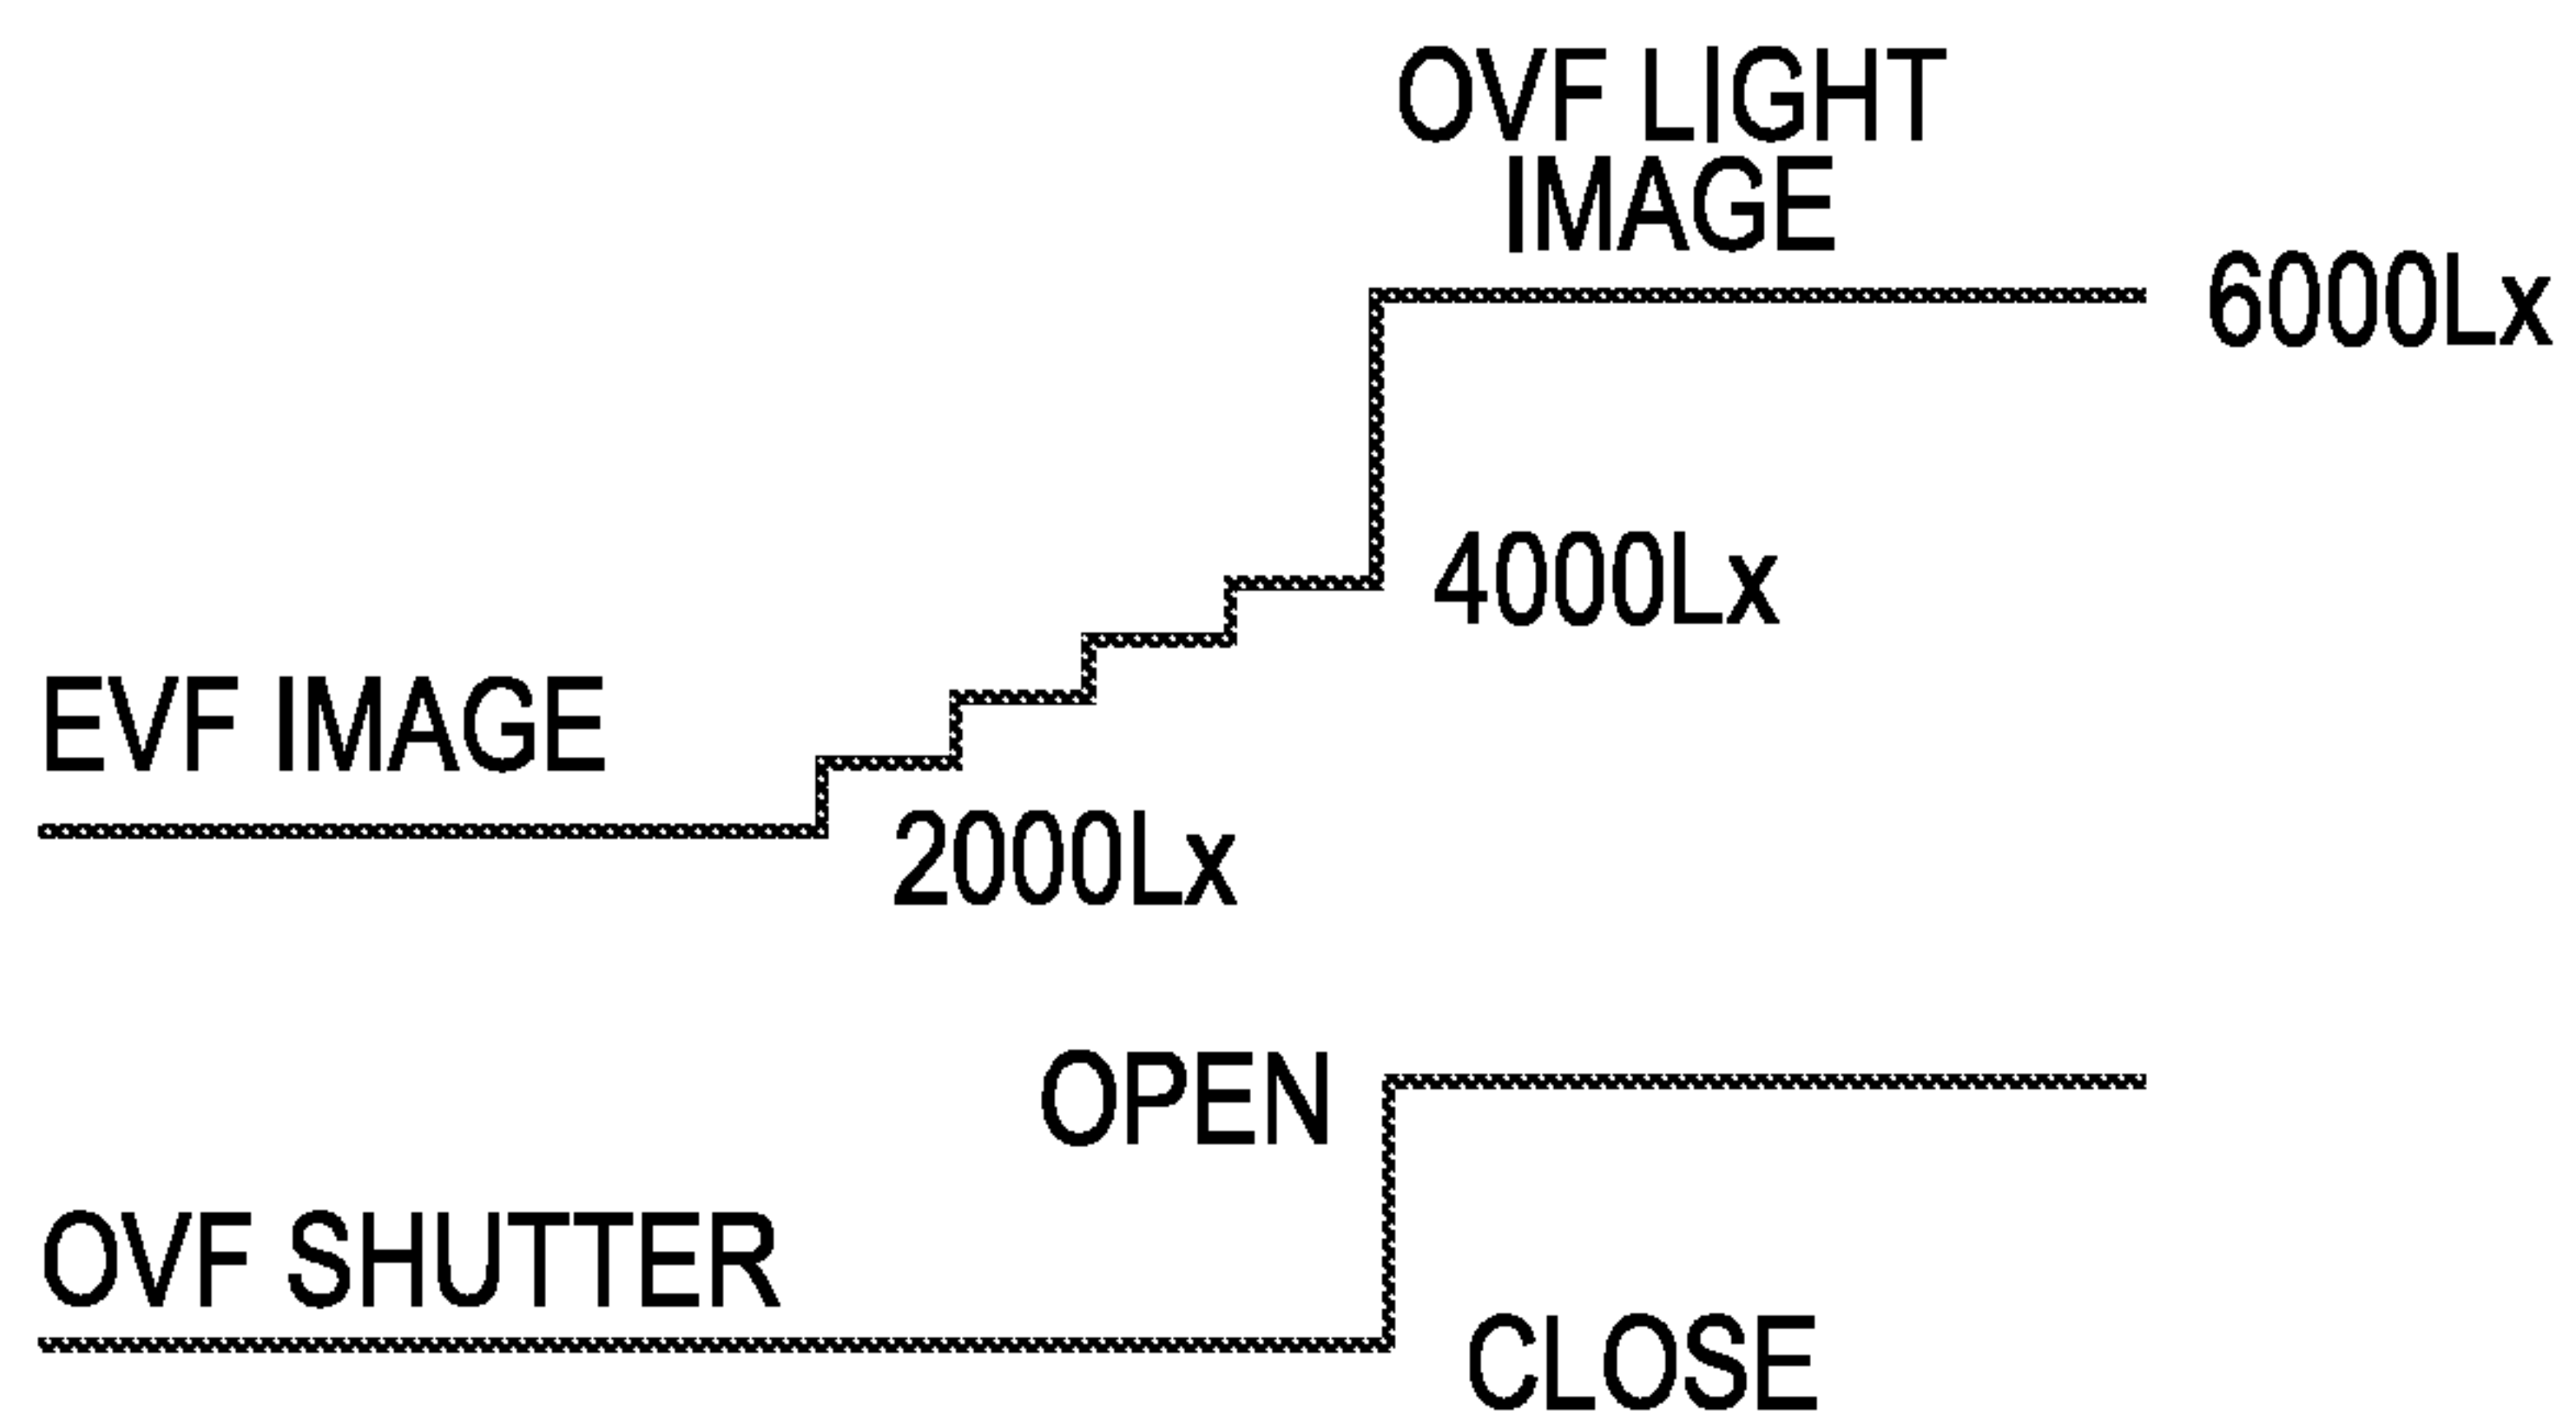 OVF LIGHT
IMAGE
6000Lx
4000Lx
EVF IMAGE
2000Lx
OPEN
OVF SHUTTER
CLOSE